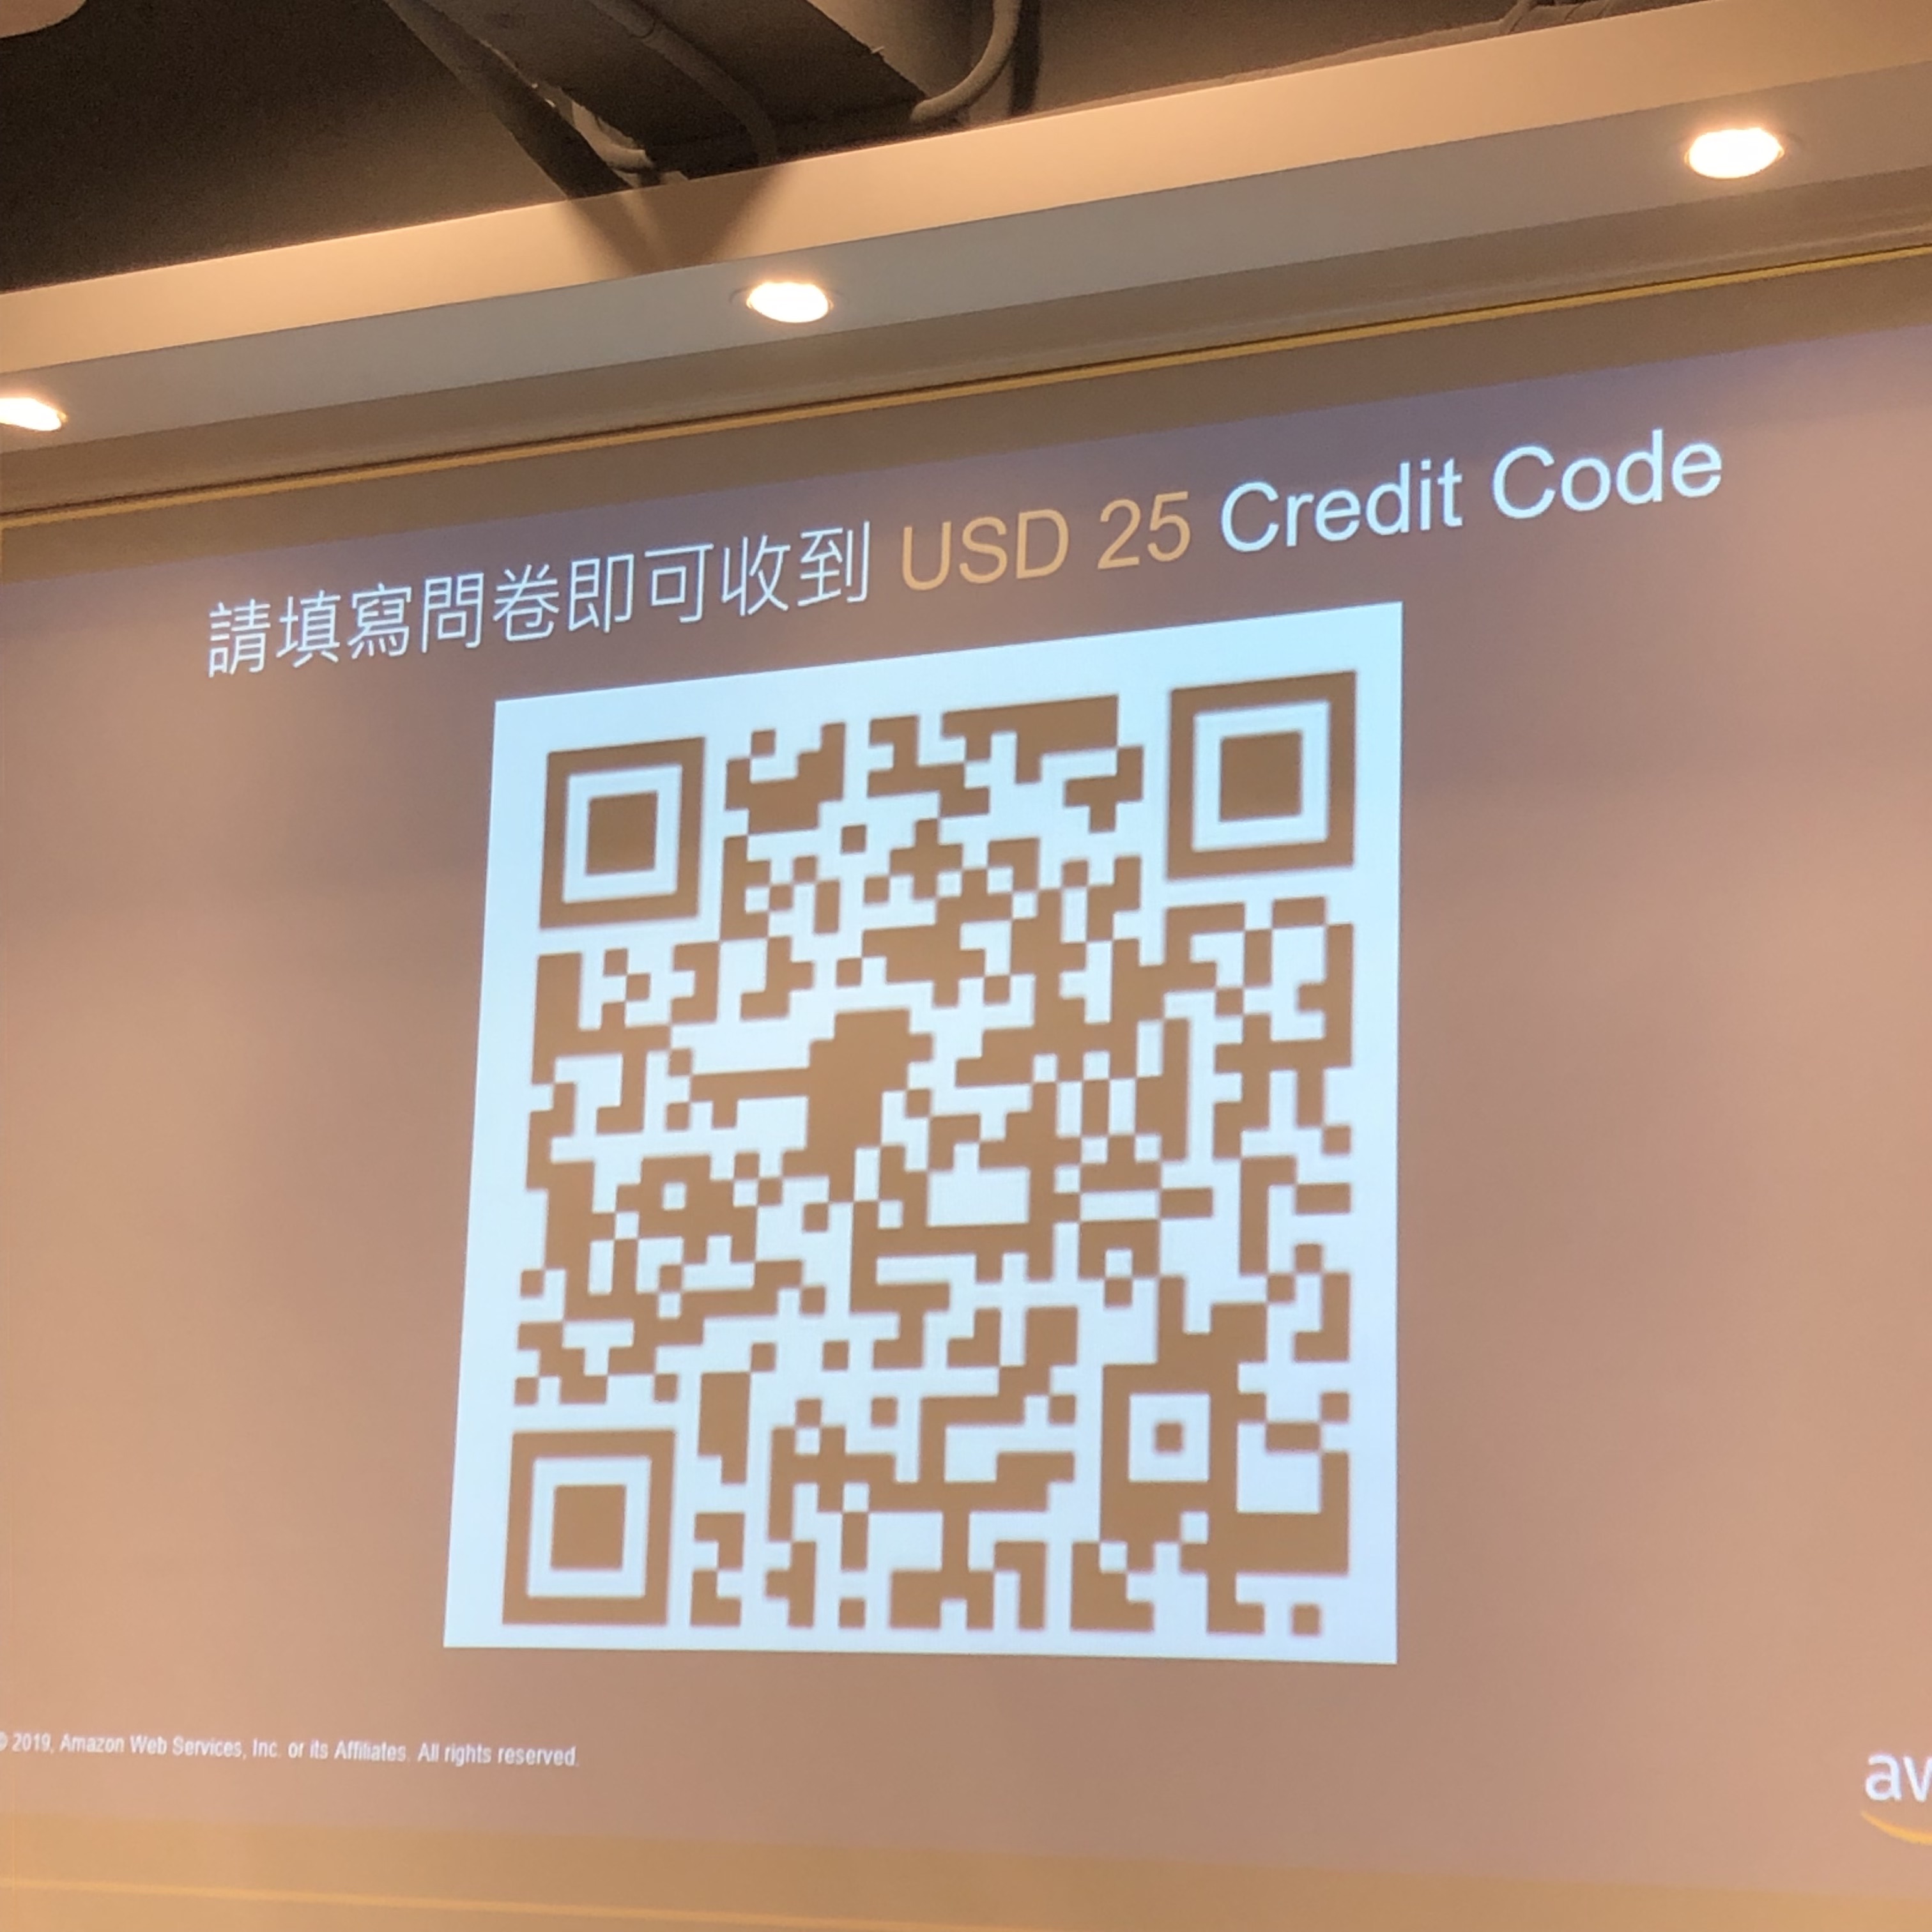 請填寫問卷即可收到 USD 25 Credit Code
© 2019, Amazon Web Services, Inc. or its Affiliates. All rights reserved.